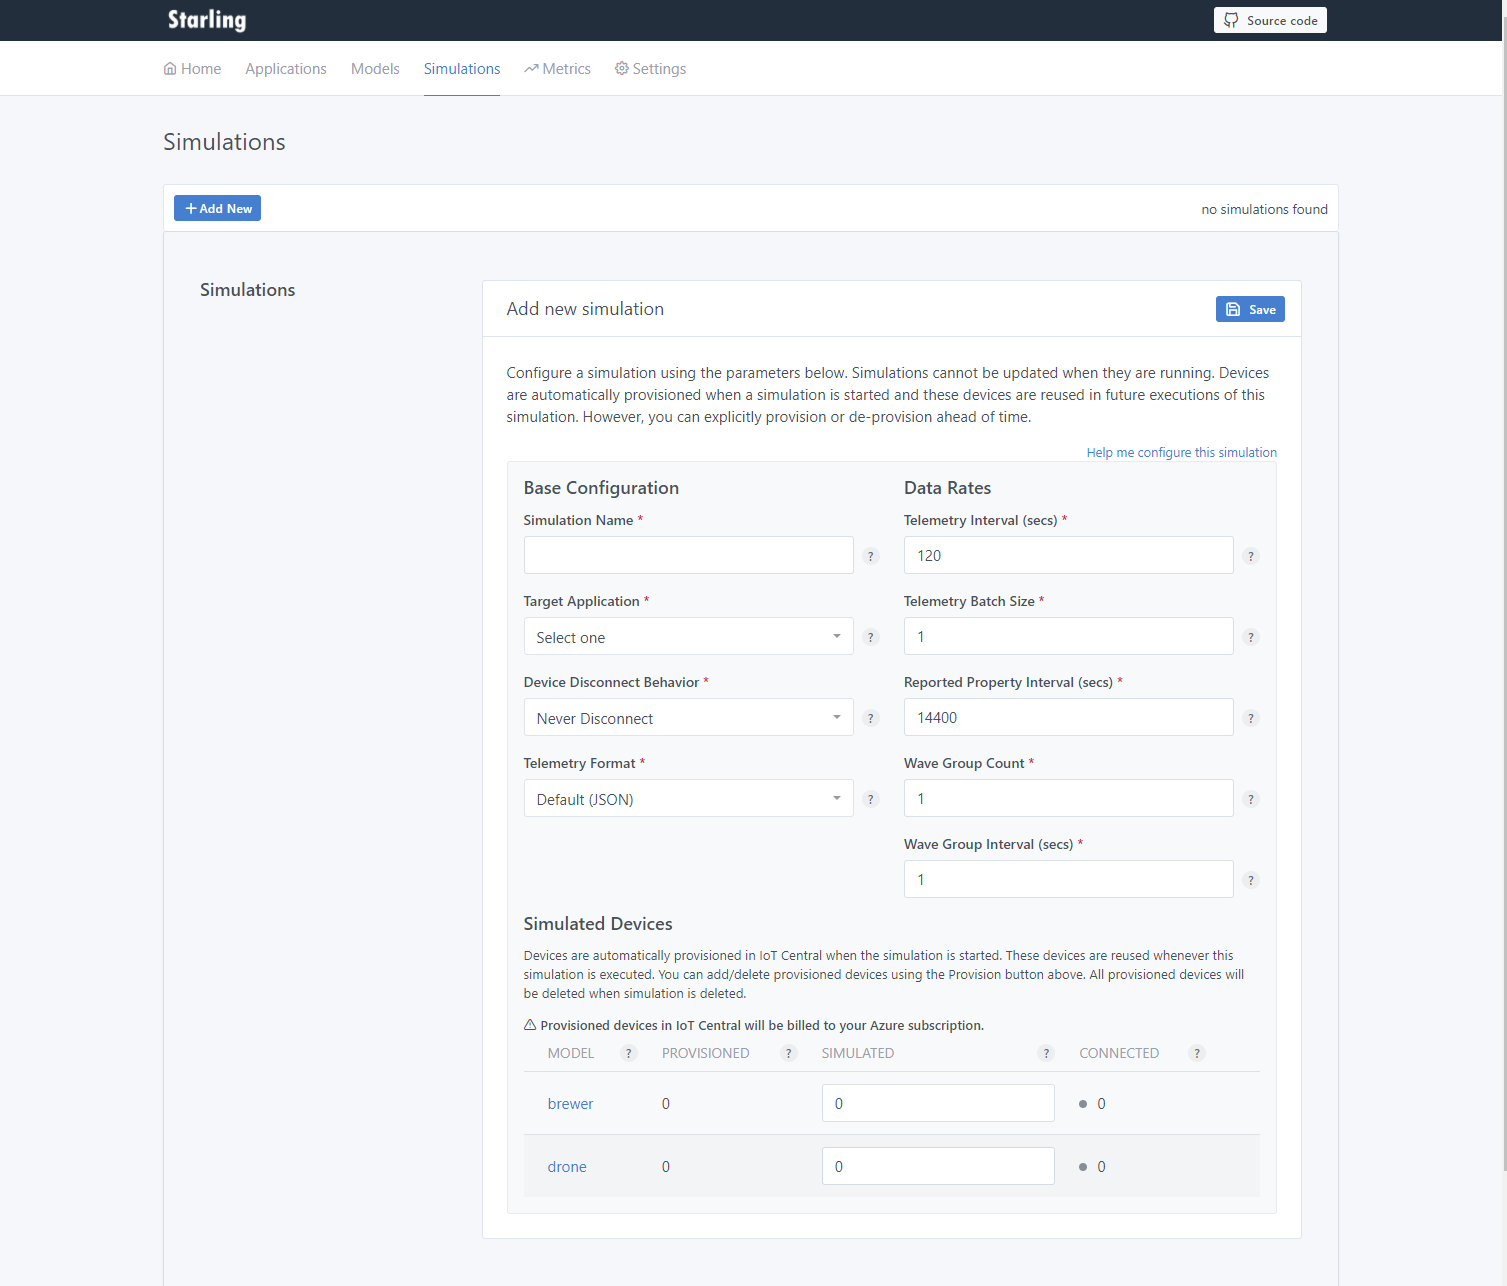 Starling
Source code
Home Applications Models Simulations Metrics Settings
Simulations
Add New
no simulations found
Simulations
Add new simulation
Save
Configure a simulation using the parameters below. Simulations cannot be updated when they are running. Devices
are automatically provisioned when a simulation is started and these devices are reused in future executions of this
simulation. However, you can explicitly provision or de-provision ahead of time.
Help me configure this simulation
Base Configuration
Simulation Name *
?
Target Application *
Select one ?
Device Disconnect Behavior *
Never Disconnect ?
Telemetry Format *
Default (JSON) ?
Data Rates
Telemetry Interval (secs) *
120 ?
Telemetry Batch Size *
1 ?
Reported Property Interval (secs) *
14400 ?
Wave Group Count *
1 ?
Wave Group Interval (secs) *
1 ?
Simulated Devices
Devices are automatically provisioned in IoT Central when the simulation is started. These devices are reused whenever this
simulation is executed. You can add/delete provisioned devices using the Provision button above. All provisioned devices will
be deleted when simulation is deleted.
Provisioned devices in IoT Central will be billed to your Azure subscription.
MODEL ? PROVISIONED ? SIMULATED ? CONNECTED ?
brewer 0 0 0
drone 0 0 0